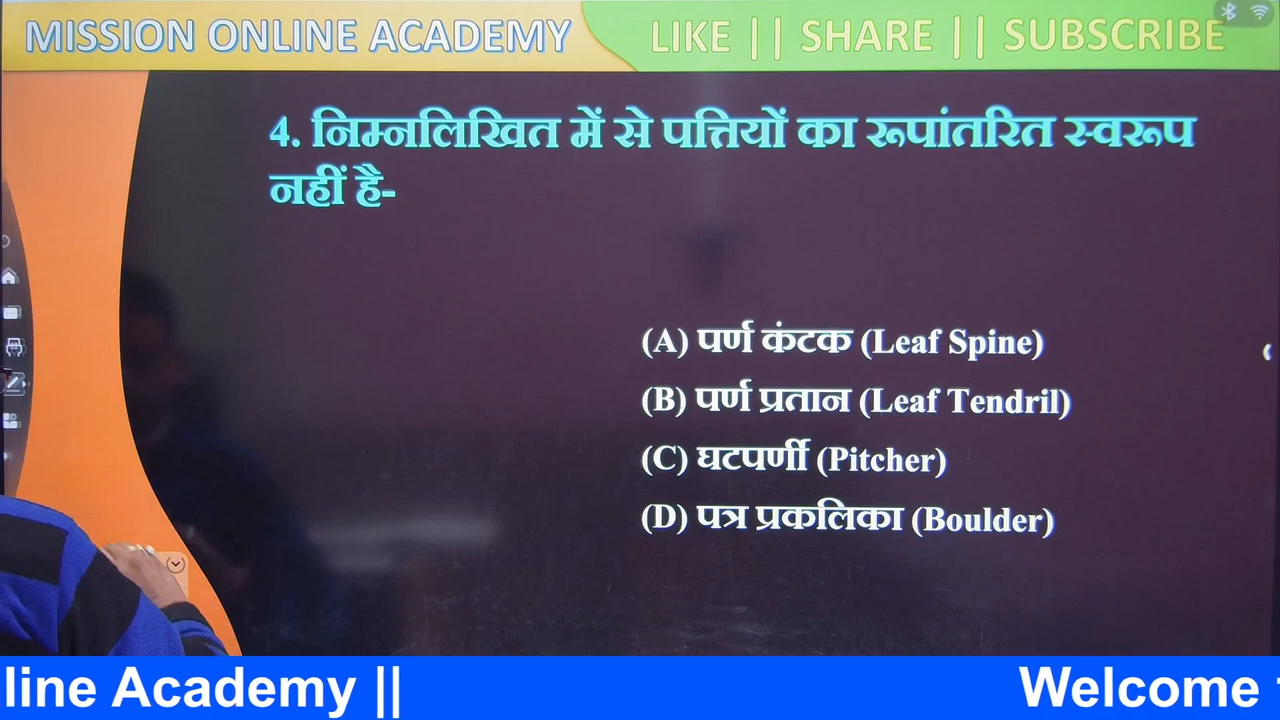 MISSION ONLINE ACADEMY
LIKE || SHARE || SUBSCRIBE
4. निम्नलिखित में से पत्तियों का रूपांतरित स्वरूप
नहीं है-
(A) पर्ण कंटक (Leaf Spine)
(B) पर्ण प्रतान (Leaf Tendril)
(C) घटपर्णी (Pitcher)
(D) पत्र प्रकलिका (Boulder)
line Academy ||
Welcome